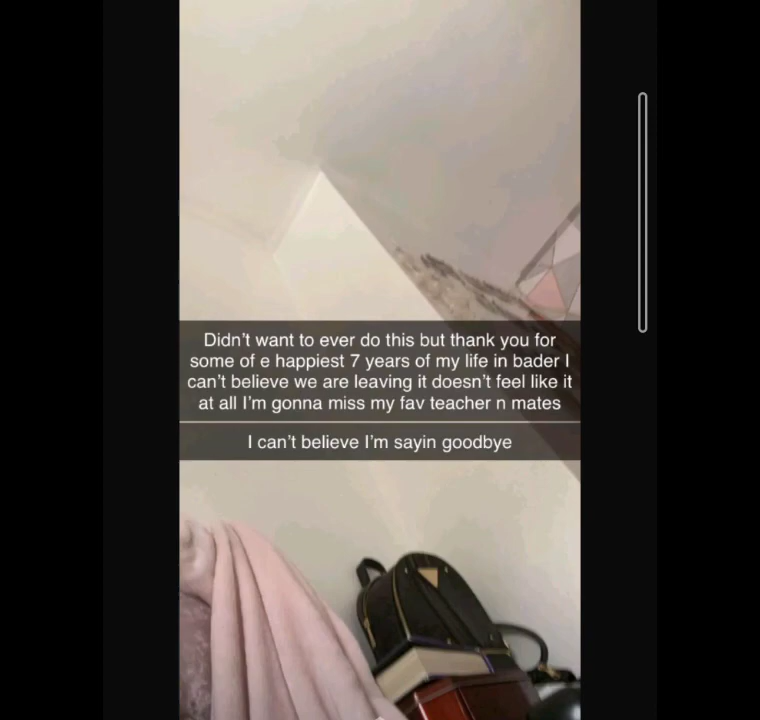 Didn't want to ever do this but thank you for
some of e happiest 7 years of my life in bader I
can't believe we are leaving it doesn't feel like it
at all I'm gonna miss my fav teacher n mates
I can't believe I'm sayin goodbye